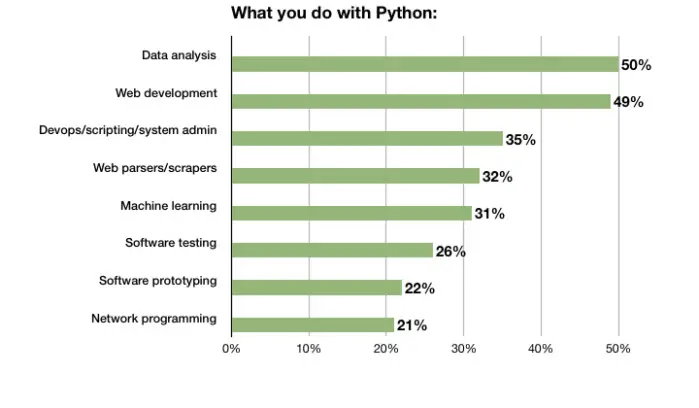 What you do with Python:
Data analysis 50%
Web development 49%
Devops/scripting/system admin 35%
Web parsers/scrapers 32%
Machine learning 31%
Software testing 26%
Software prototyping 22%
Network programming 21%
0% 10% 20% 30% 40% 50%